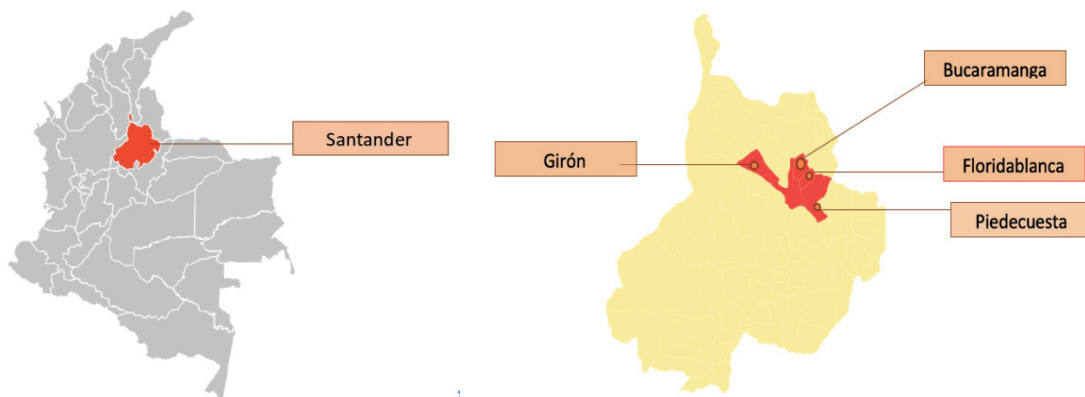 Santander
Bucaramanga
Girón
Floridablanca
Piedecuesta